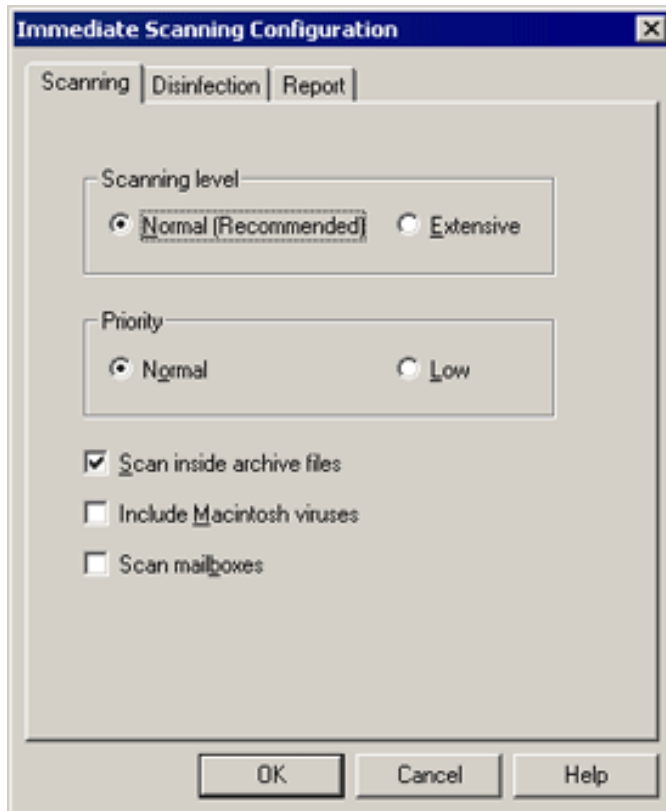 Immediate Scanning Configuration
Scanning Disinfection Report
Scanning level
Normal (Recommended) Extensive
Priority
Normal Low
Scan inside archive files
Include Macintosh viruses
Scan mailboxes
OK Cancel Help